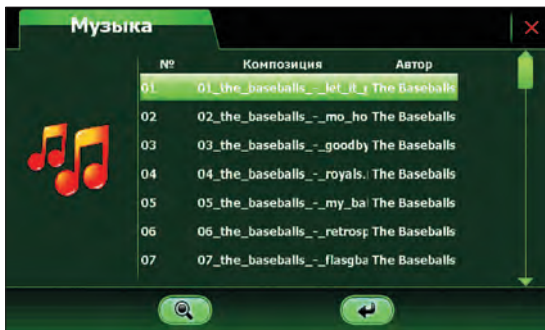 Музыка
№ Композиция Автор
01 01_the_baseballs_-_let_it_ The Baseballs
02 02_the_baseballs_-_mo_ho The Baseballs
03 03_the_baseballs_-_goodby The Baseballs
04 04_the_baseballs_-_royals. The Baseballs
05 05_the_baseballs_-_my_ba The Baseballs
06 06_the_baseballs_-_retrosp The Baseballs
07 07_the_baseballs_-_flasgba The Baseballs